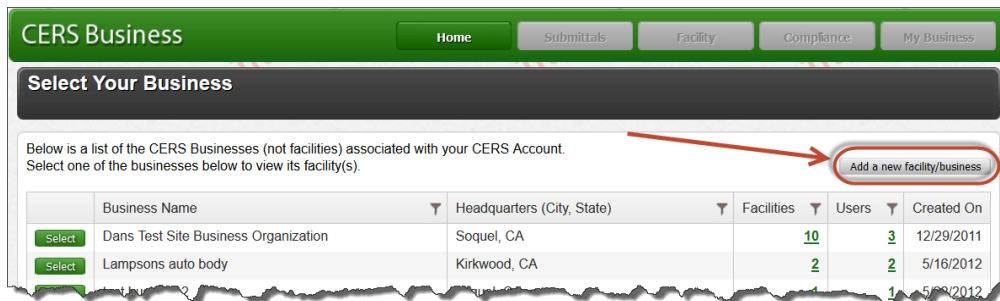 CERS Business
Home Submittals Facility Compliance My Business
Select Your Business
Below is a list of the CERS Businesses (not facilities) associated with your CERS Account.
Select one of the businesses below to view its facility(s).
Add a new facility/business
Business Name Headquarters (City, State) Facilities Users Created On
Select Dans Test Site Business Organization Soquel, CA 10 3 12/29/2011
Select Lampsons auto body Kirkwood, CA 2 2 5/16/2012